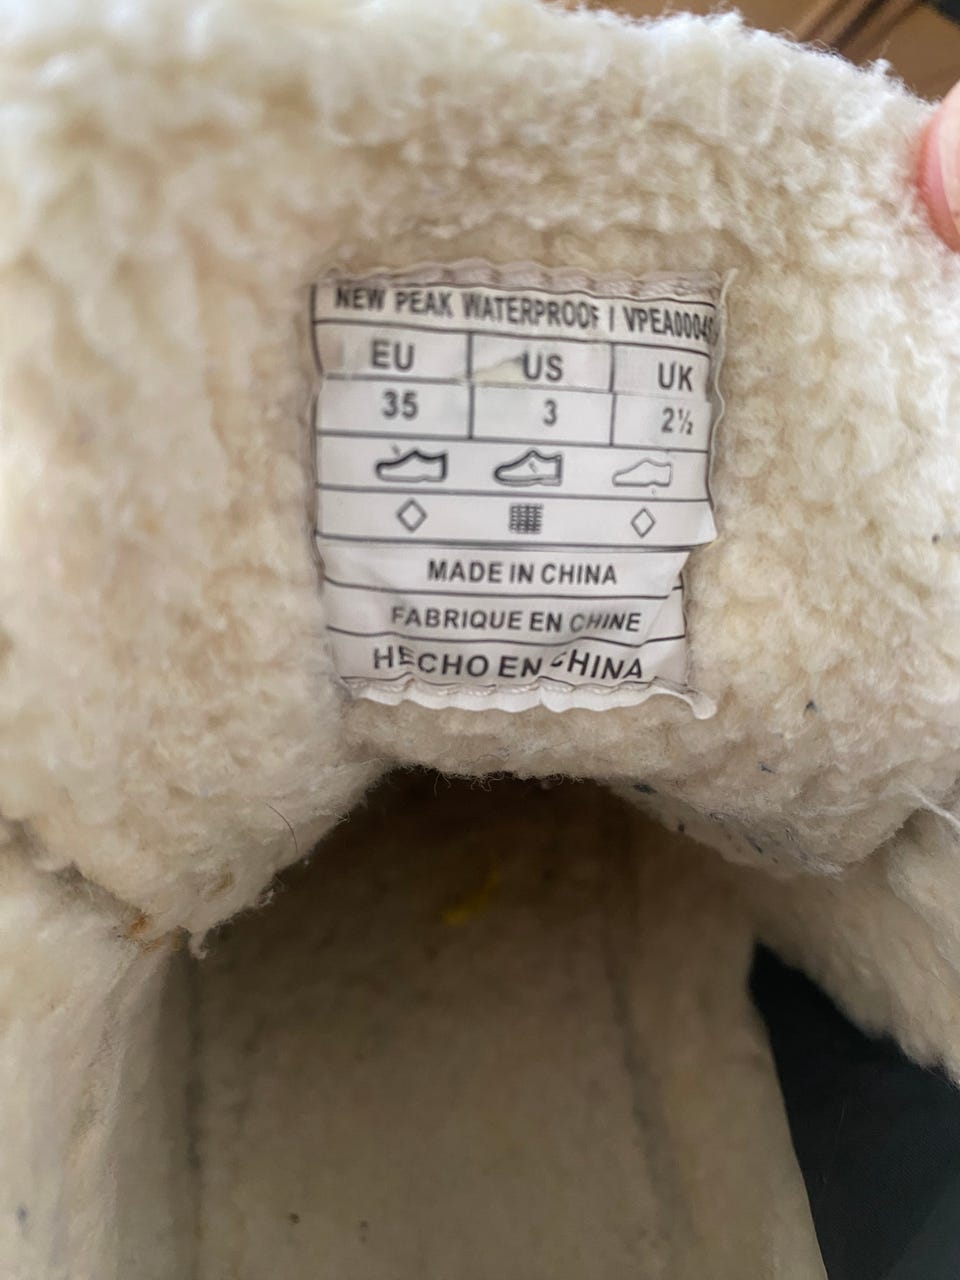 NEW PEAK WATERPROOF | VPEA0004
EU US UK
35 3 2½
MADE IN CHINA
FABRIQUE EN CHINE
HECHO EN CHINA